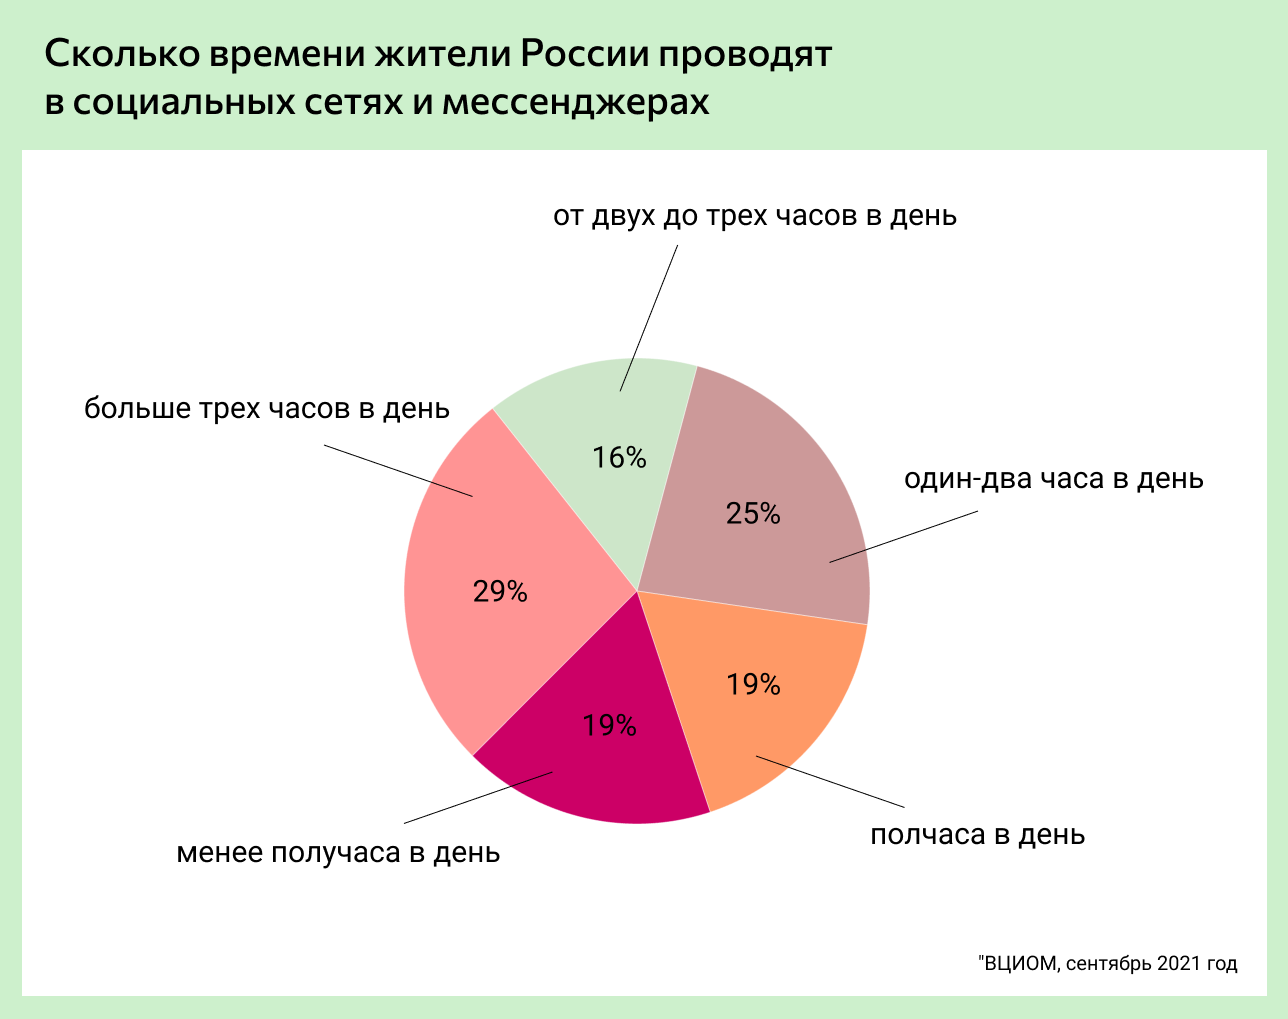 Сколько времени жители России проводят
в социальных сетях и мессенджерах
от двух до трех часов в день
больше трех часов в день
16%
один-два часа в день
25%
29%
19%
19%
полчаса в день
менее получаса в день
"ВЦИОМ, сентябрь 2021 год